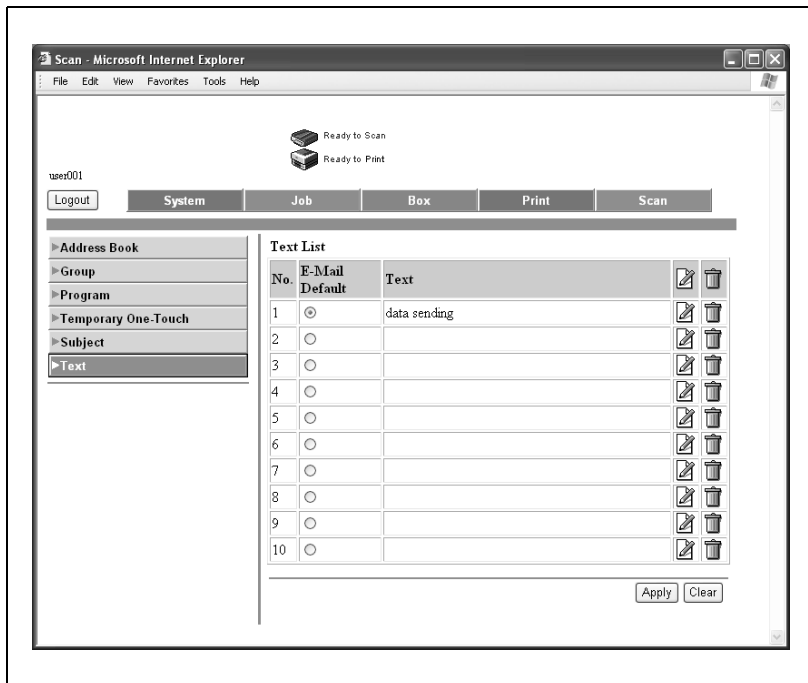 Scan - Microsoft Internet Explorer
File Edit View Favorites Tools Help
Ready to Scan
Ready to Print
user001
Logout System Job Box Print Scan
Address Book
Group
Program
Temporary One-Touch
Subject
Text
Text List
No. E-Mail Default Text
1 data sending
2
3
4
5
6
7
8
9
10
Apply Clear